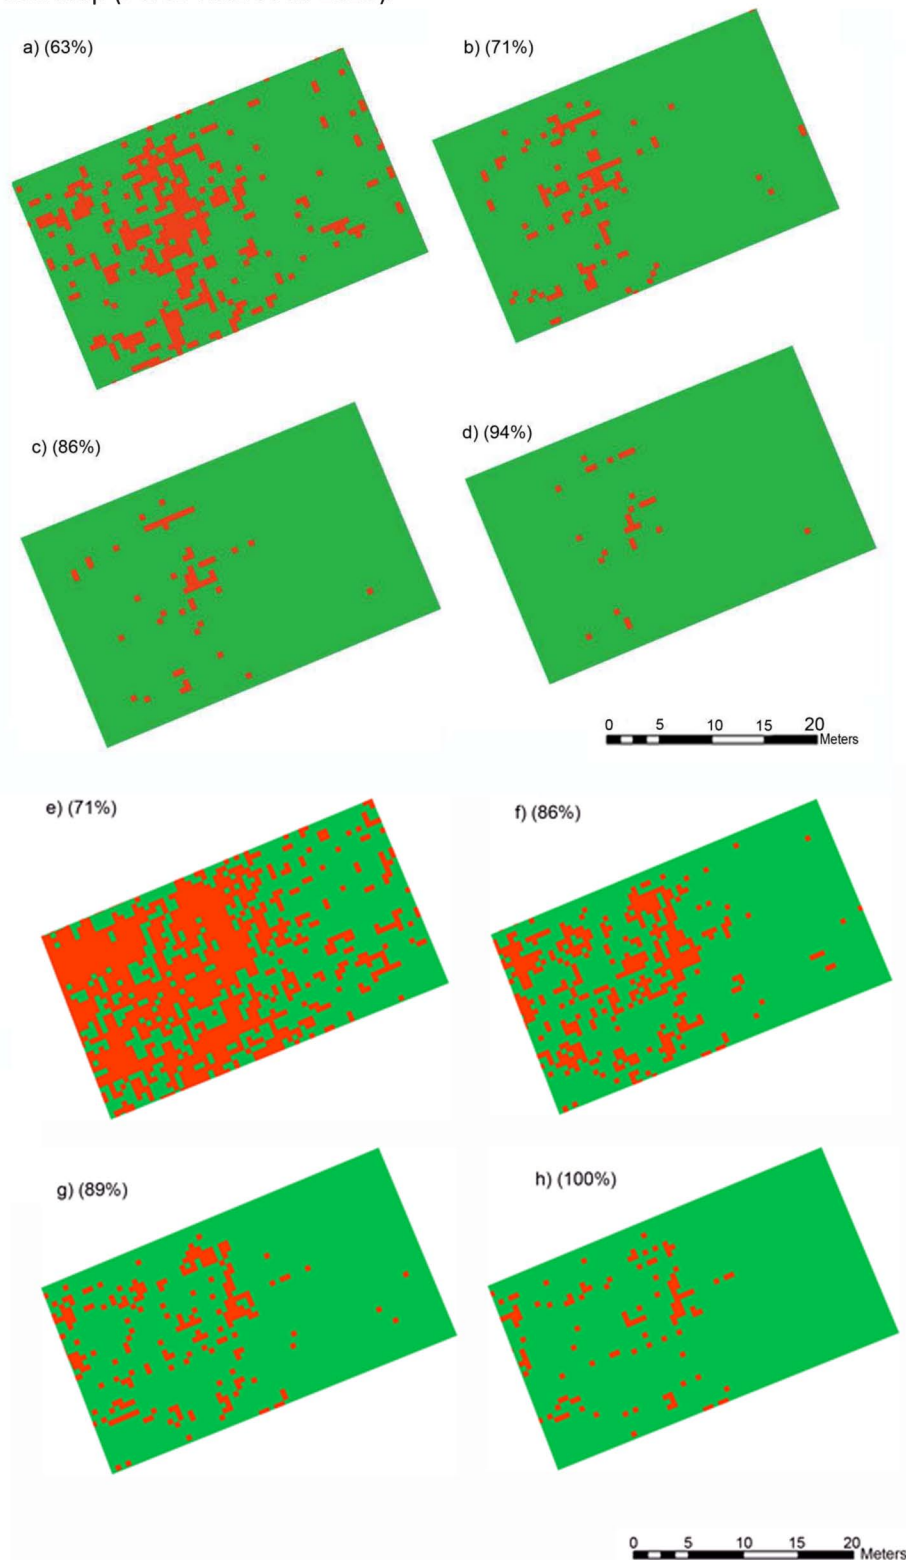 a) (63%)
b) (71%)
c) (86%)
d) (94%)
0 5 10 15 20
Meters
e) (71%)
f) (86%)
g) (89%)
h) (100%)
0 5 10 15 20
Meters